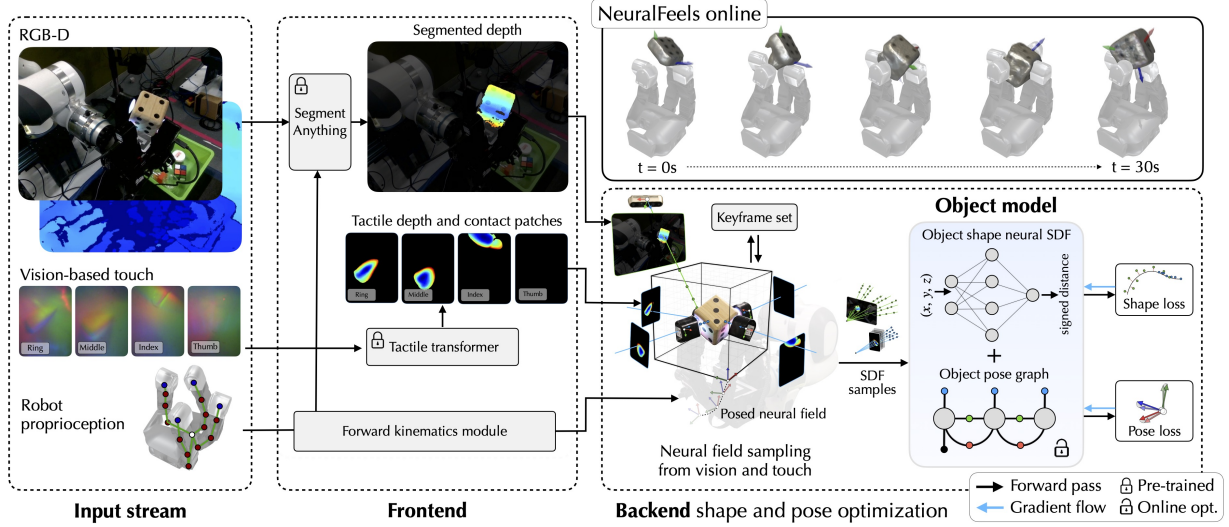 RGB-D
Vision-based touch
Ring
Middle
Index
Thumb
Robot
proprioception
Input stream
Segmented depth
Segment
Anything
Tactile depth and contact patches
Ring
Middle
Index
Thumb
Tactile transformer
Forward kinematics module
Frontend
NeuralFeels online
t = 0s
t = 30s
Keyframe set
Posed neural field
Neural field sampling
from vision and touch
SDF
samples
Object model
Object shape neural SDF
(x, y, z)
signed distance
+
Object pose graph
Shape loss
Pose loss
Backend shape and pose optimization
Forward pass
Pre-trained
Gradient flow
Online opt.